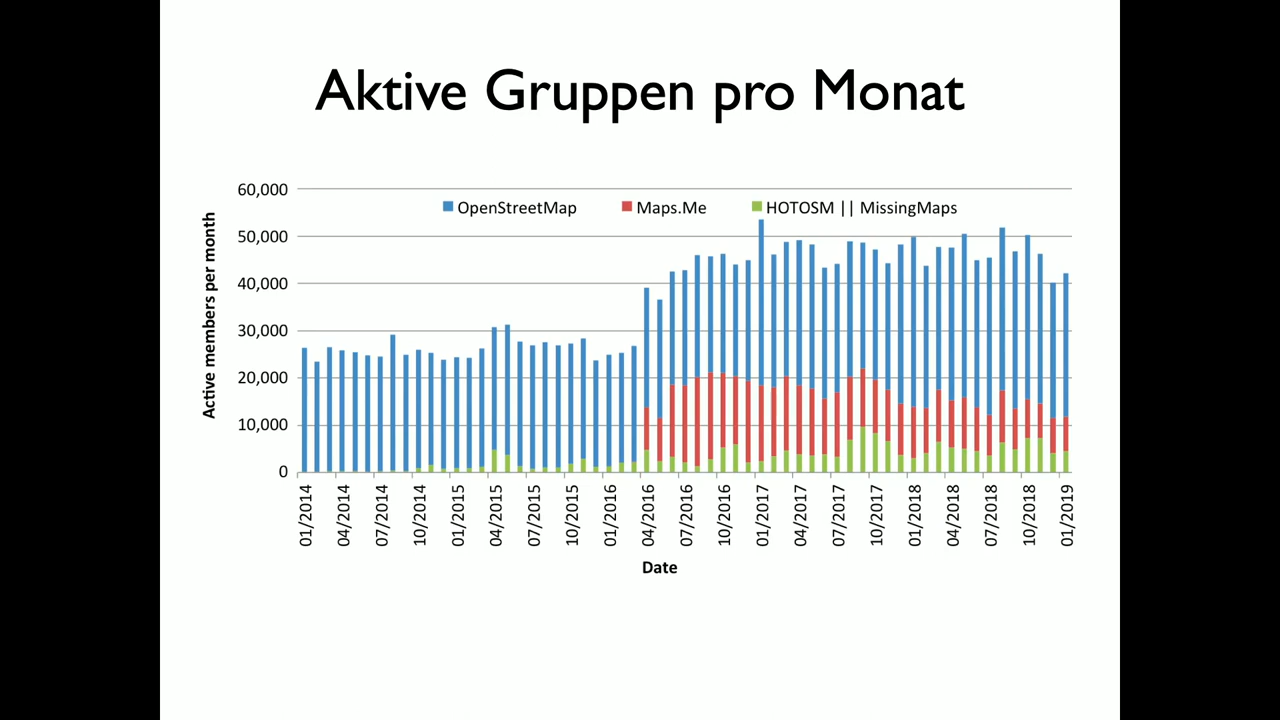 Aktive Gruppen pro Monat
OpenStreetMap Maps.Me HOTOSM || MissingMaps
Active members per month
60,000
50,000
40,000
30,000
20,000
10,000
0
01/2014 04/2014 07/2014 10/2014 01/2015 04/2015 07/2015 10/2015 01/2016 04/2016 07/2016 10/2016 01/2017 04/2017 07/2017 10/2017 01/2018 04/2018 07/2018 10/2018 01/2019
Date